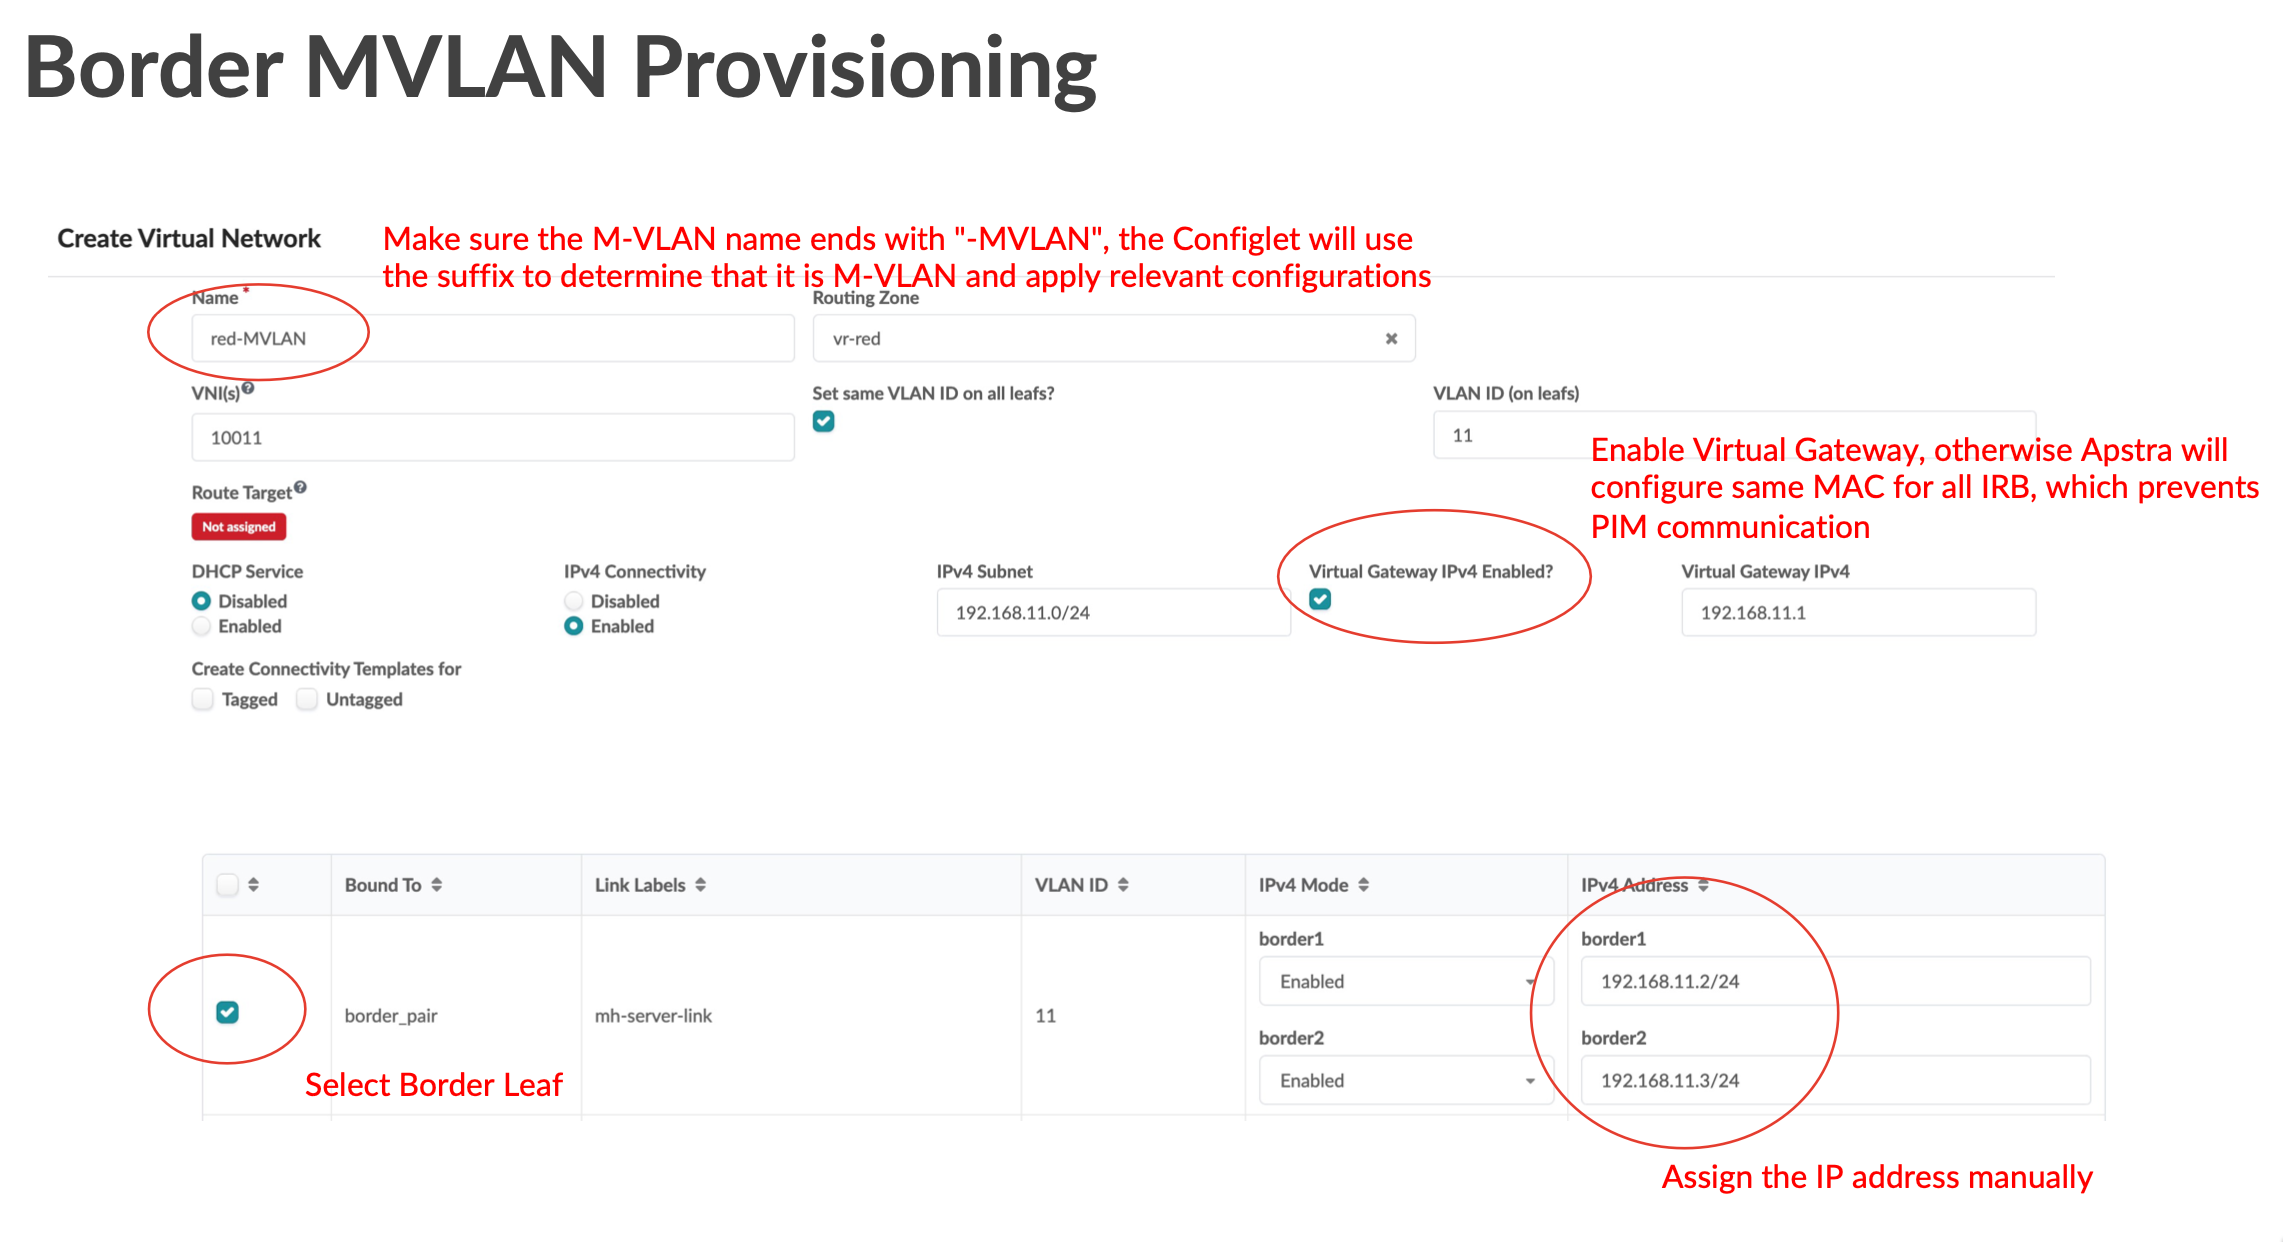 Border MVLAN Provisioning
Create Virtual Network
Make sure the M-VLAN name ends with "-MVLAN", the Configlet will use
the suffix to determine that it is M-VLAN and apply relevant configurations
Name *
Routing Zone
red-MVLAN
vr-red
VNI(s)
Set same VLAN ID on all leafs?
VLAN ID (on leafs)
10011
11
Enable Virtual Gateway, otherwise Apstra will
configure same MAC for all IRB, which prevents
PIM communication
Route Target
Not assigned
DHCP Service
Disabled
Enabled
IPv4 Connectivity
Disabled
Enabled
IPv4 Subnet
192.168.11.0/24
Virtual Gateway IPv4 Enabled?
Virtual Gateway IPv4
192.168.11.1
Create Connectivity Templates for
Tagged Untagged
Bound To Link Labels VLAN ID IPv4 Mode IPv4 Address
border_pair
mh-server-link
11
border1
Enabled
border2
Enabled
border1
192.168.11.2/24
border2
192.168.11.3/24
Select Border Leaf
Assign the IP address manually